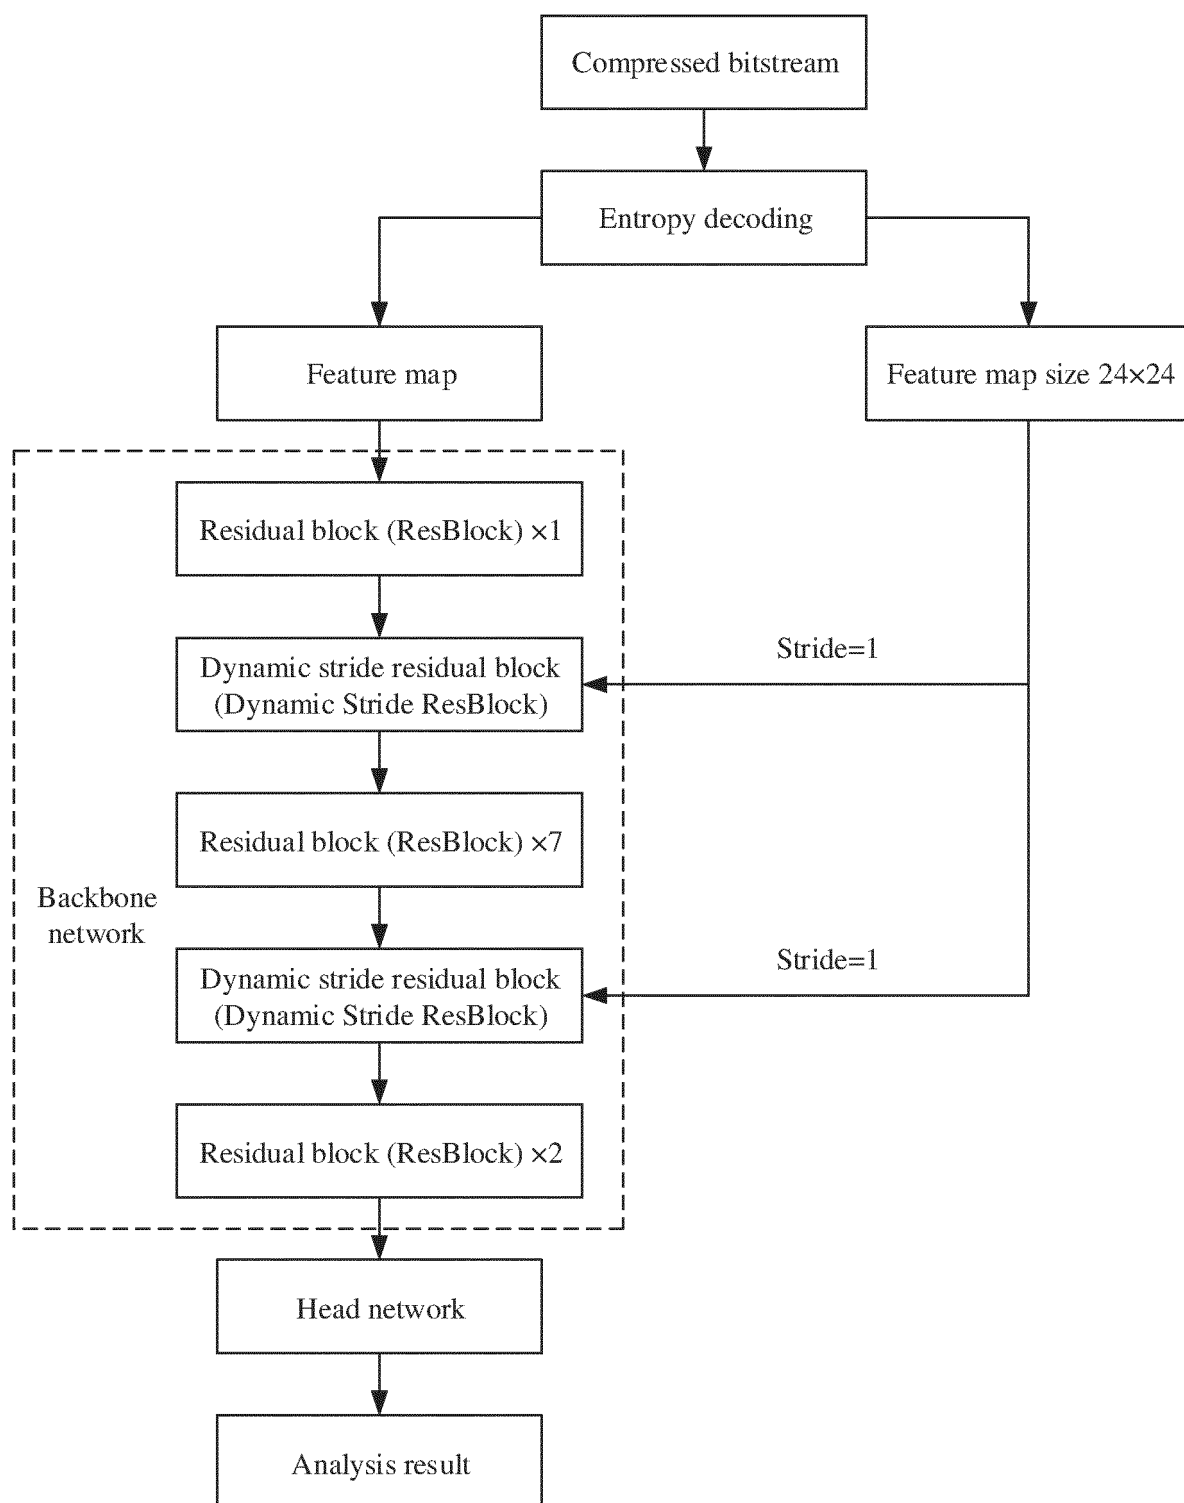 Compressed bitstream
Entropy decoding
Feature map
Feature map size 24×24
Residual block (ResBlock) ×1
Stride=1
Dynamic stride residual block
(Dynamic Stride ResBlock)
Residual block (ResBlock) ×7
Backbone
network
Stride=1
Dynamic stride residual block
(Dynamic Stride ResBlock)
Residual block (ResBlock) ×2
Head network
Analysis result